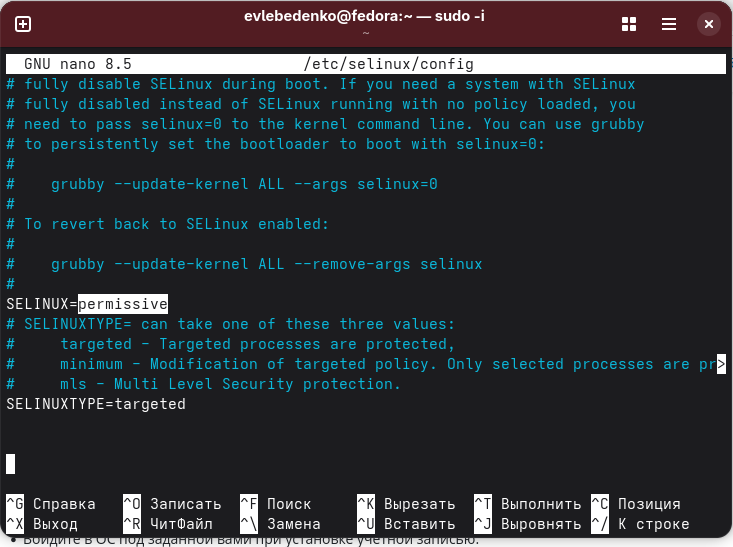 evlebedenko@fedora:~ — sudo -i
~
GNU nano 8.5 /etc/selinux/config
# fully disable SELinux during boot. If you need a system with SELinux
# fully disabled instead of SELinux running with no policy loaded, you
# need to pass selinux=0 to the kernel command line. You can use grubby
# to persistently set the bootloader to boot with selinux=0:
#
#    grubby --update-kernel ALL --args selinux=0
#
# To revert back to SELinux enabled:
#
#    grubby --update-kernel ALL --remove-args selinux
#
SELINUX=permissive
# SELINUXTYPE= can take one of these three values:
#     targeted - Targeted processes are protected,
#     minimum - Modification of targeted policy. Only selected processes are pr>
#     mls - Multi Level Security protection.
SELINUXTYPE=targeted
^G Справка ^O Записать ^F Поиск ^K Вырезать ^T Выполнить ^C Позиция
^X Выход ^R ЧитФайл ^\ Замена ^U Вставить ^J Выровнять ^/ К строке
• Войдите в ОС под заданной вами при установке учётной записью.